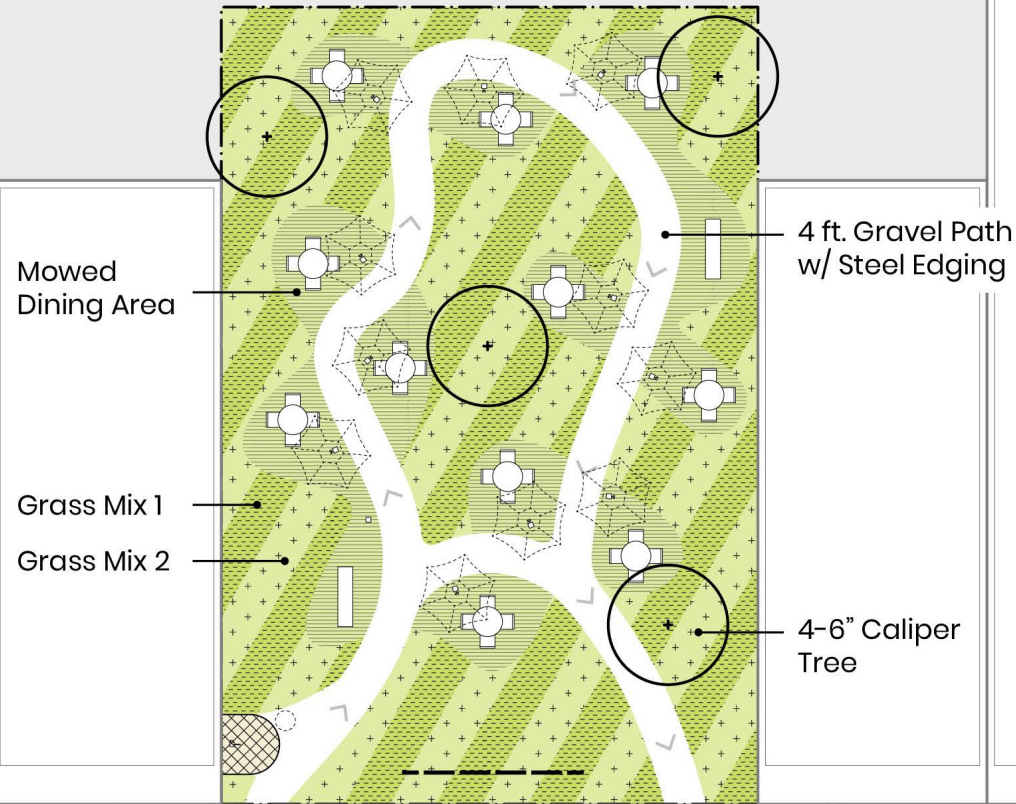 Mowed
Dining Area
Grass Mix 1
Grass Mix 2
4 ft. Gravel Path
w/ Steel Edging
4-6” Caliper
Tree